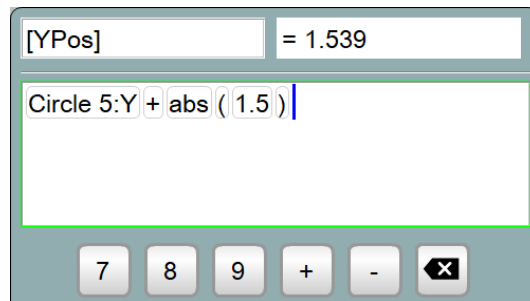 [YPos] = 1.539
Circle 5:Y + abs ( 1.5 )
7 8 9 + -